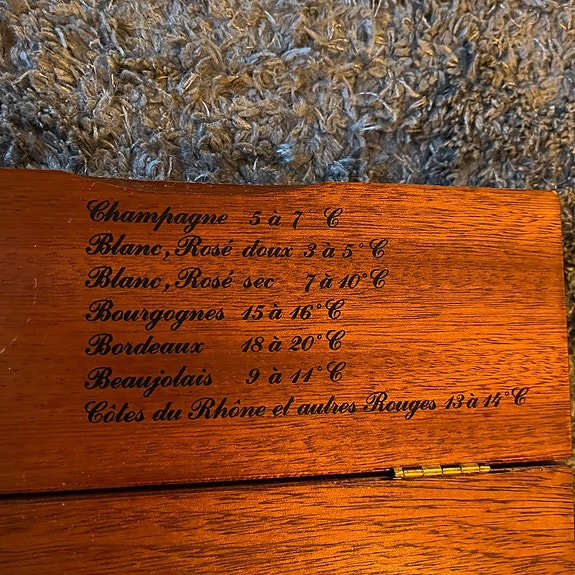 Champagne 5 à 7° C
Blanc, Rosé doux 3 à 5° C
Blanc, Rosé sec 7 à 10° C
Bourgognes 15 à 16° C
Bordeaux 18 à 20° C
Beaujolais 9 à 11° C
Côtes du Rhône et autres Rouges 13 à 14° C